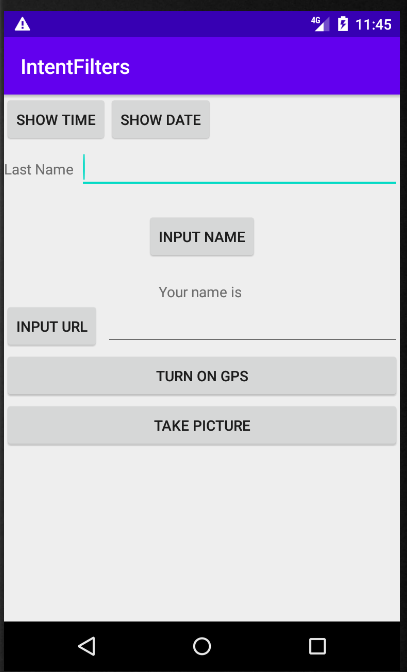 4G 11:45
IntentFilters
SHOW TIME SHOW DATE
Last Name
INPUT NAME
Your name is
INPUT URL
TURN ON GPS
TAKE PICTURE